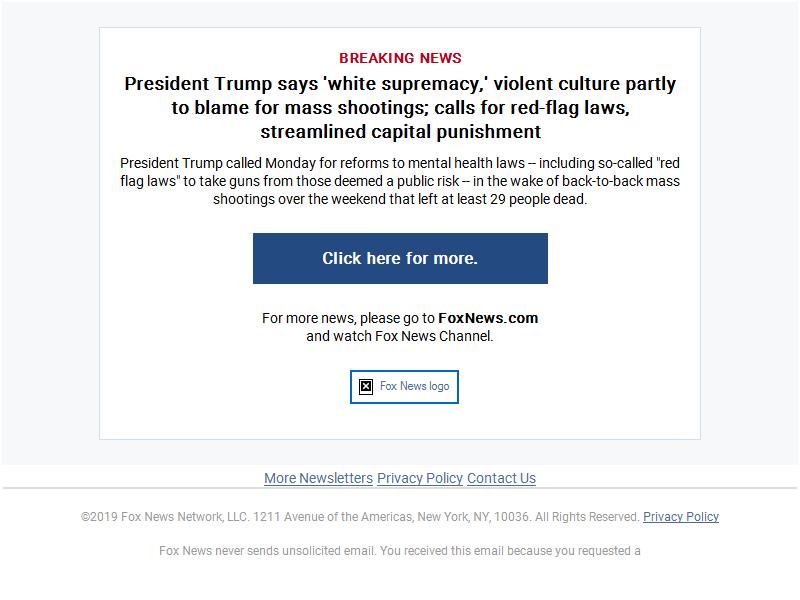 BREAKING NEWS
President Trump says 'white supremacy,' violent culture partly
to blame for mass shootings; calls for red-flag laws,
streamlined capital punishment
President Trump called Monday for reforms to mental health laws -- including so-called "red
flag laws" to take guns from those deemed a public risk -- in the wake of back-to-back mass
shootings over the weekend that left at least 29 people dead.
Click here for more.
For more news, please go to FoxNews.com
and watch Fox News Channel.
Fox News logo
More Newsletters Privacy Policy Contact Us
©2019 Fox News Network, LLC. 1211 Avenue of the Americas, New York, NY, 10036. All Rights Reserved. Privacy Policy
Fox News never sends unsolicited email. You received this email because you requested a